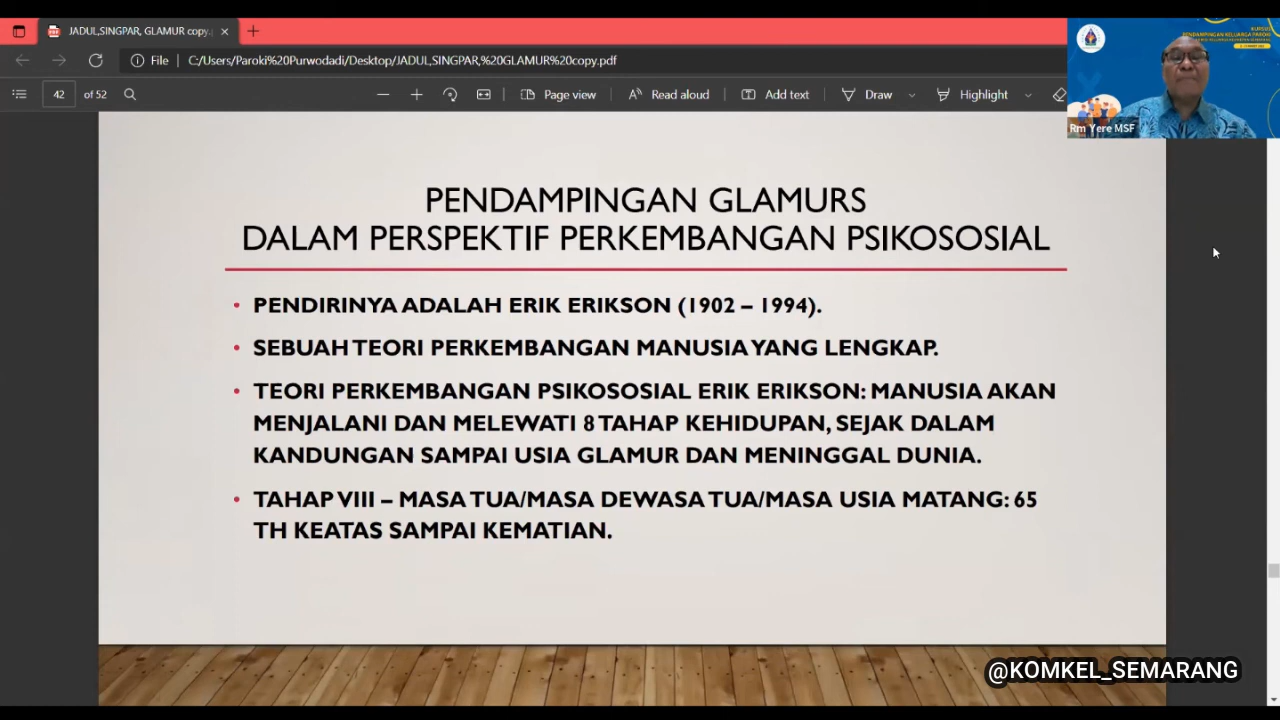 JADUL,SINGPAR, GLAMUR copy.p
File C:/Users/Paroki%20Purwodadi/Desktop/JADUL,SINGPAR,%20GLAMUR%20copy.pdf
42 of 52 Page view Read aloud Add text Draw Highlight
PENDAMPINGAN KELUARGA PAROKI
Rm Yere MSF
PENDAMPINGAN GLAMURS
DALAM PERSPEKTIF PERKEMBANGAN PSIKOSOSIAL
• PENDIRINYA ADALAH ERIK ERIKSON (1902 – 1994).
• SEBUAH TEORI PERKEMBANGAN MANUSIA YANG LENGKAP.
• TEORI PERKEMBANGAN PSIKOSOSIAL ERIK ERIKSON: MANUSIA AKAN
MENJALANI DAN MELEWATI 8 TAHAP KEHIDUPAN, SEJAK DALAM
KANDUNGAN SAMPAI USIA GLAMUR DAN MENINGGAL DUNIA.
• TAHAP VIII – MASA TUA/MASA DEWASA TUA/MASA USIA MATANG: 65
TH KEATAS SAMPAI KEMATIAN.
@KOMKEL_SEMARANG